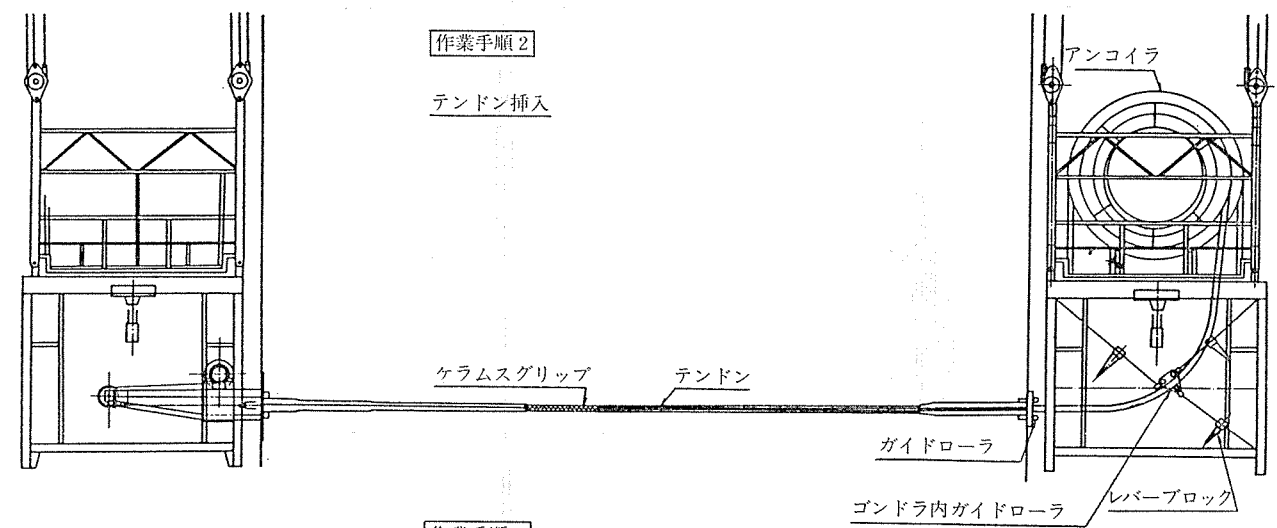 作業手順2
テンドン挿入
アンコイラ
ケラムスグリップ
テンドン
ガイドローラ
ゴンドラ内ガイドローラ
レバーブロック